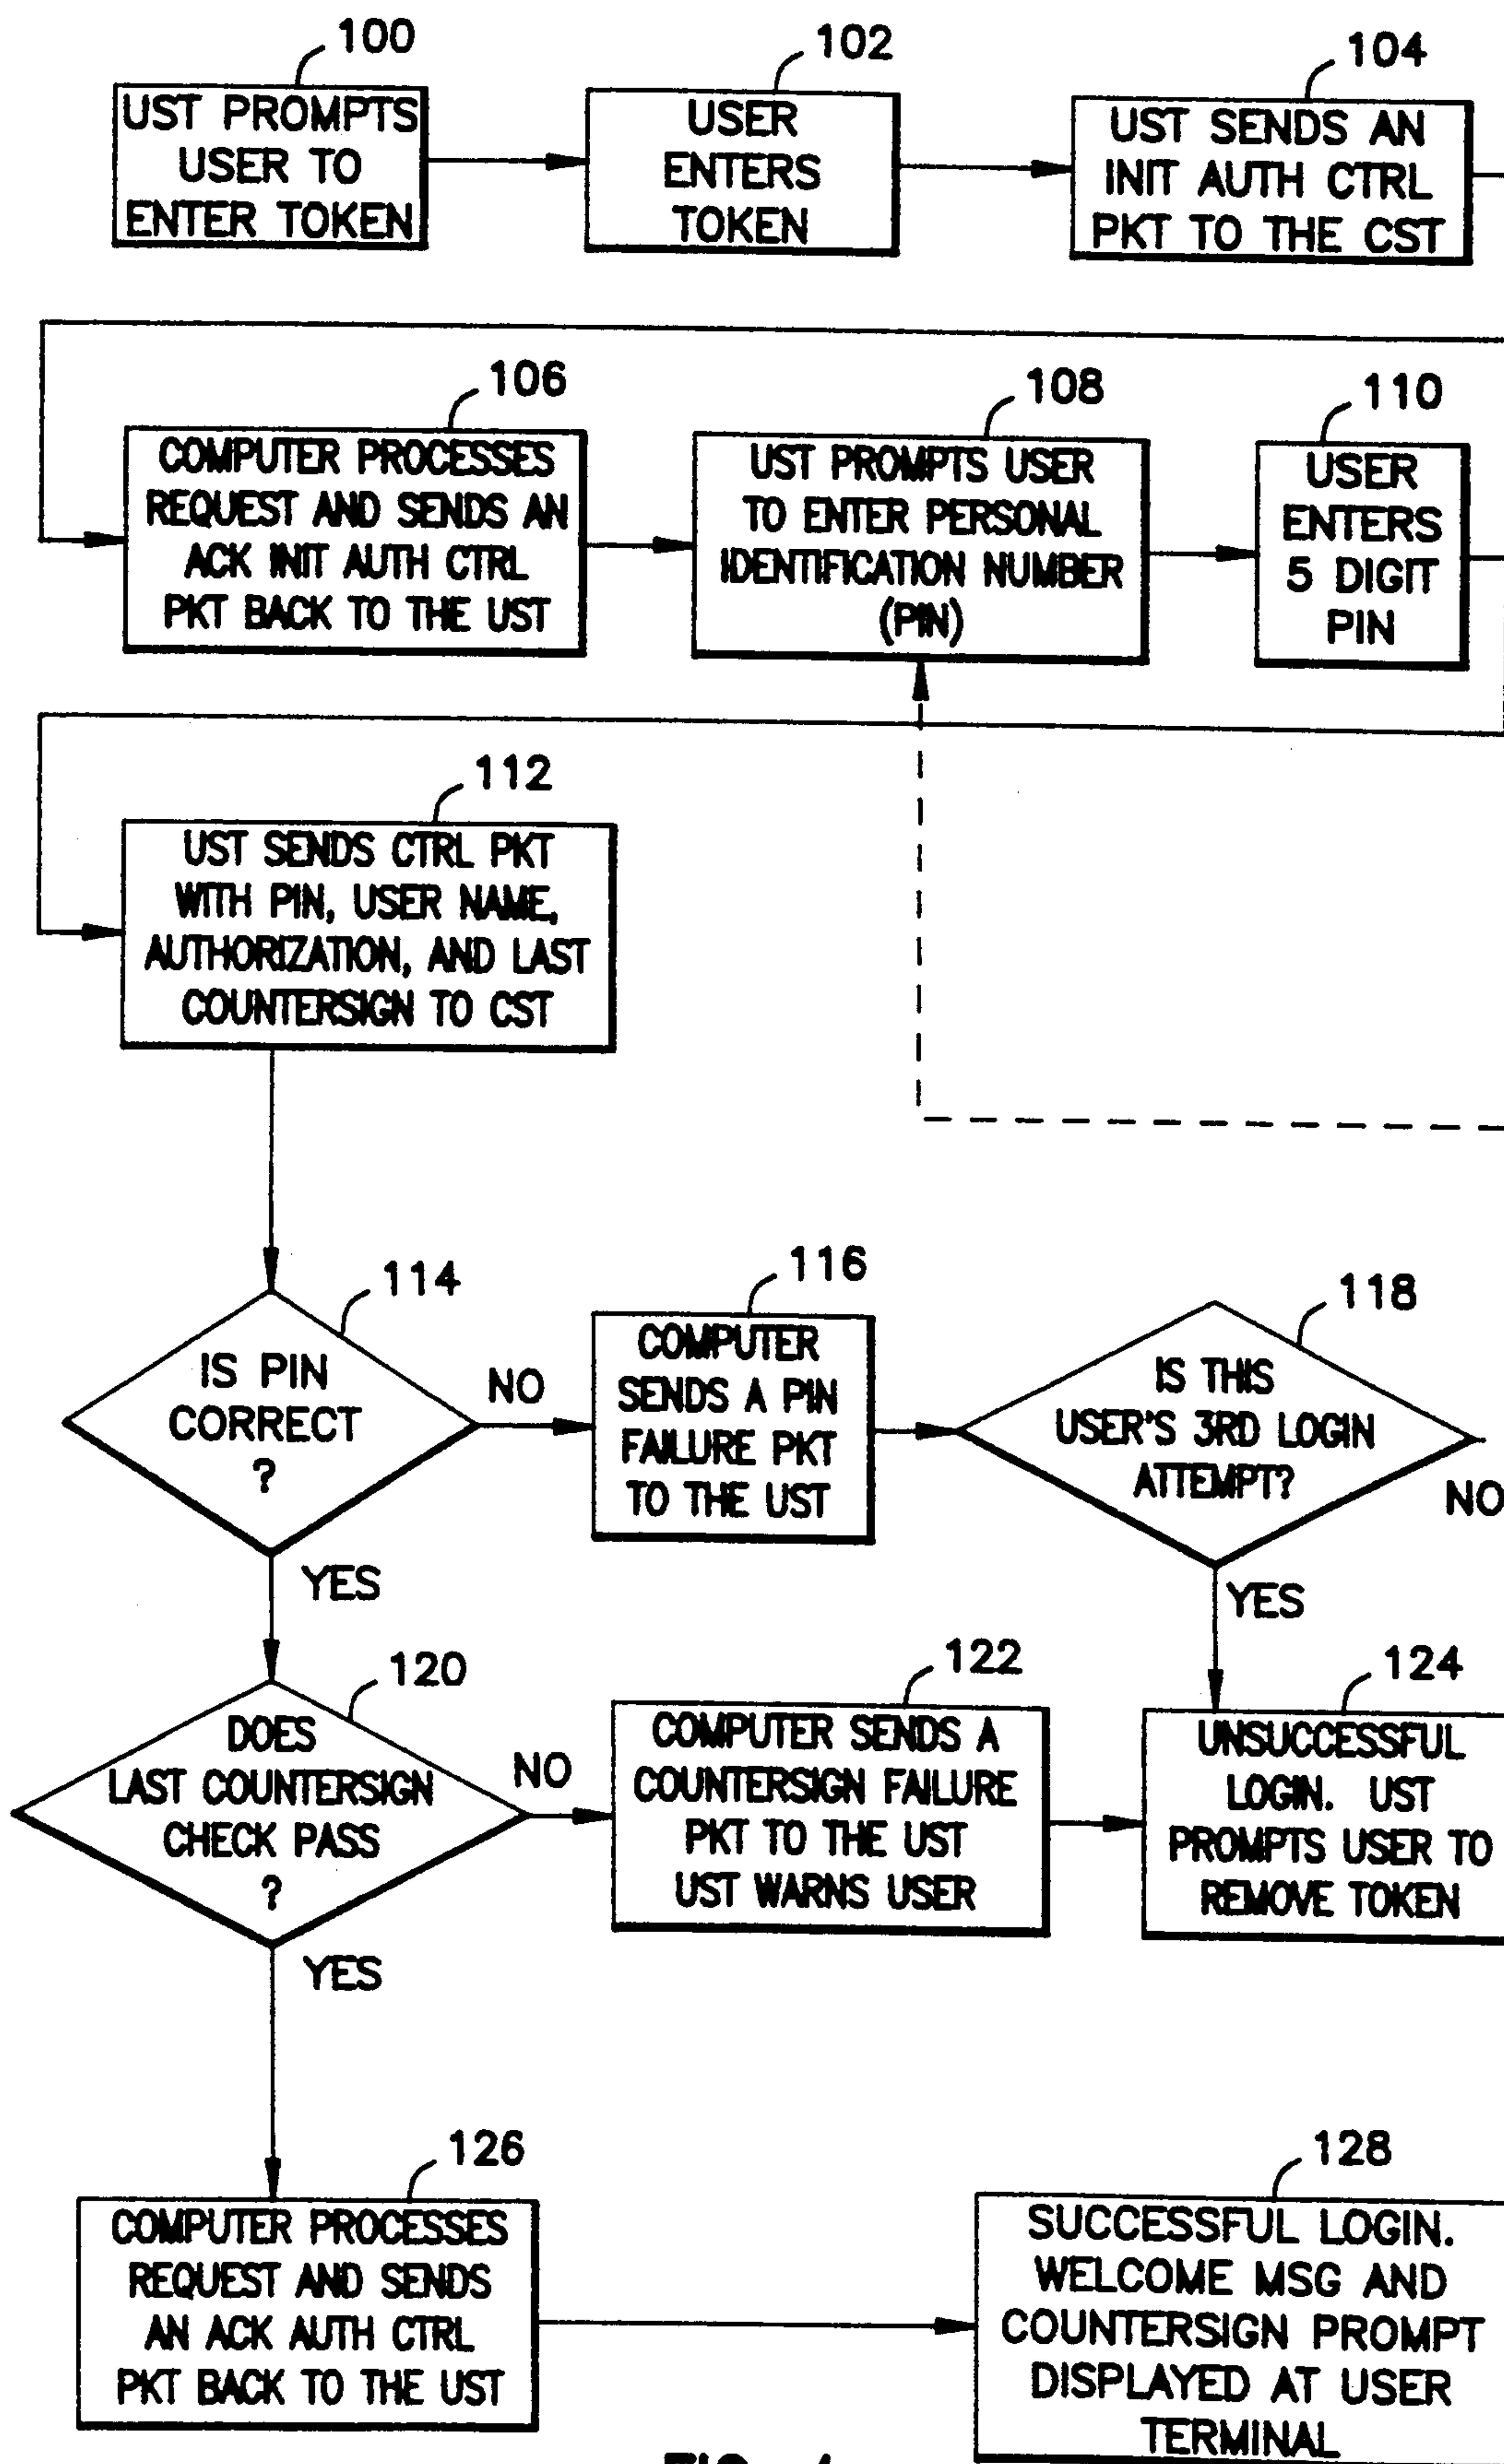 100
UST PROMPTS
USER TO
ENTER TOKEN
102
USER
ENTERS
TOKEN
104
UST SENDS AN
INIT AUTH CTRL
PKT TO THE CST
106
COMPUTER PROCESSES
REQUEST AND SENDS AN
ACK INIT AUTH CTRL
PKT BACK TO THE UST
108
UST PROMPTS USER
TO ENTER PERSONAL
IDENTIFICATION NUMBER
(PIN)
110
USER
ENTERS
5 DIGIT
PIN
112
UST SENDS CTRL PKT
WITH PIN, USER NAME,
AUTHORIZATION, AND LAST
COUNTERSIGN TO CST
114
IS PIN
CORRECT
?
NO
YES
116
COMPUTER
SENDS A PIN
FAILURE PKT
TO THE UST
118
IS THIS
USER'S 3RD LOGIN
ATTEMPT?
NO
YES
120
DOES
LAST COUNTERSIGN
CHECK PASS
?
NO
YES
122
COMPUTER SENDS A
COUNTERSIGN FAILURE
PKT TO THE UST
UST WARNS USER
124
UNSUCCESSFUL
LOGIN. UST
PROMPTS USER TO
REMOVE TOKEN
126
COMPUTER PROCESSES
REQUEST AND SENDS
AN ACK AUTH CTRL
PKT BACK TO THE UST
128
SUCCESSFUL LOGIN.
WELCOME MSG AND
COUNTERSIGN PROMPT
DISPLAYED AT USER
TERMINAL